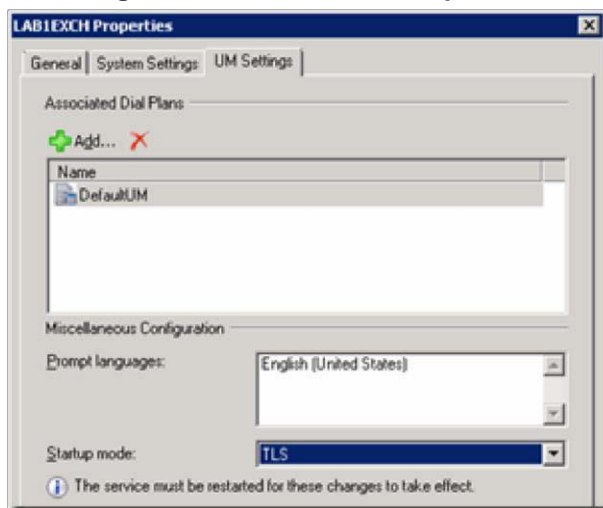 LAB1EXCH Properties
General System Settings UM Settings
Associated Dial Plans
Add...
Name
DefaultUM
Miscellaneous Configuration
Prompt languages: English (United States)
Startup mode: TLS
The service must be restarted for these changes to take effect.